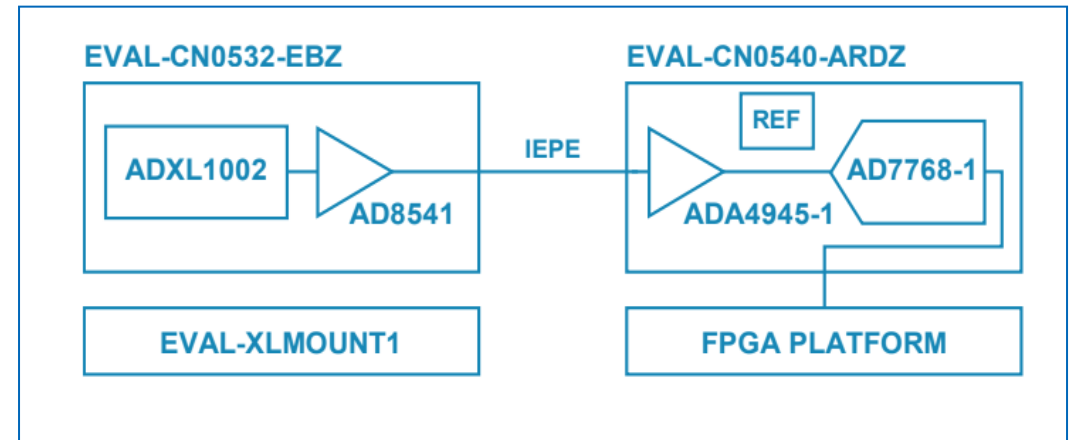 EVAL-CN0532-EBZ
EVAL-CN0540-ARDZ
REF
IEPE
ADXL1002
AD7768-1
AD8541
ADA4945-1
EVAL-XLMOUNT1
FPGA PLATFORM